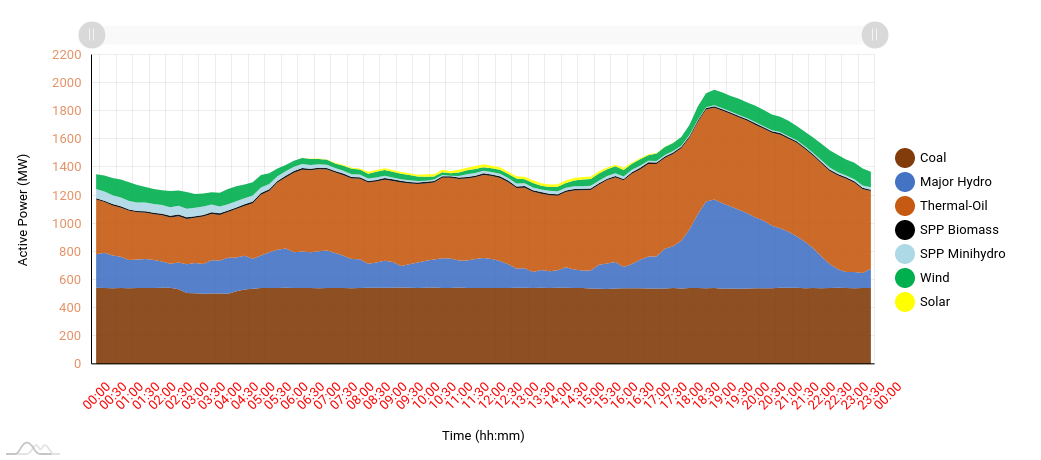 2200
2000
1800
1600
1400
1200
1000
800
600
400
200
0
Active Power (MW)
00:00 00:30 01:00 01:30 02:00 02:30 03:00 03:30 04:00 04:30 05:00 05:30 06:00 06:30 07:00 07:30 08:00 08:30 09:00 09:30 10:00 10:30 11:00 11:30 12:00 12:30 13:00 13:30 14:00 14:30 15:00 15:30 16:00 16:30 17:00 17:30 18:00 18:30 19:00 19:30 20:00 20:30 21:00 21:30 22:00 22:30 23:00 23:30 00:00
Time (hh:mm)
Coal
Major Hydro
Thermal-Oil
SPP Biomass
SPP Minihydro
Wind
Solar